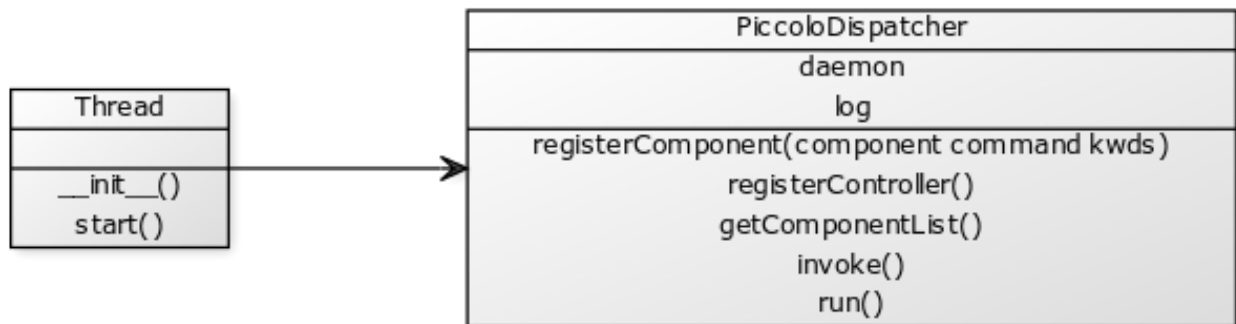 Thread
__init__()
start()
PiccoloDispatcher
daemon
log
registerComponent(component command kwds)
registerController()
getComponentList()
invoke()
run()